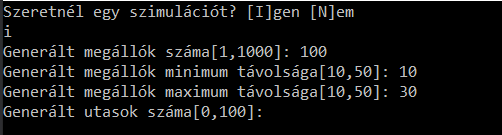 Szeretnél egy szimulációt? [I]gen [N]em
i
Generált megállók száma[1,1000]: 100
Generált megállók minimum távolsága[10,50]: 10
Generált megállók maximum távolsága[10,50]: 30
Generált utasok száma[0,100]: